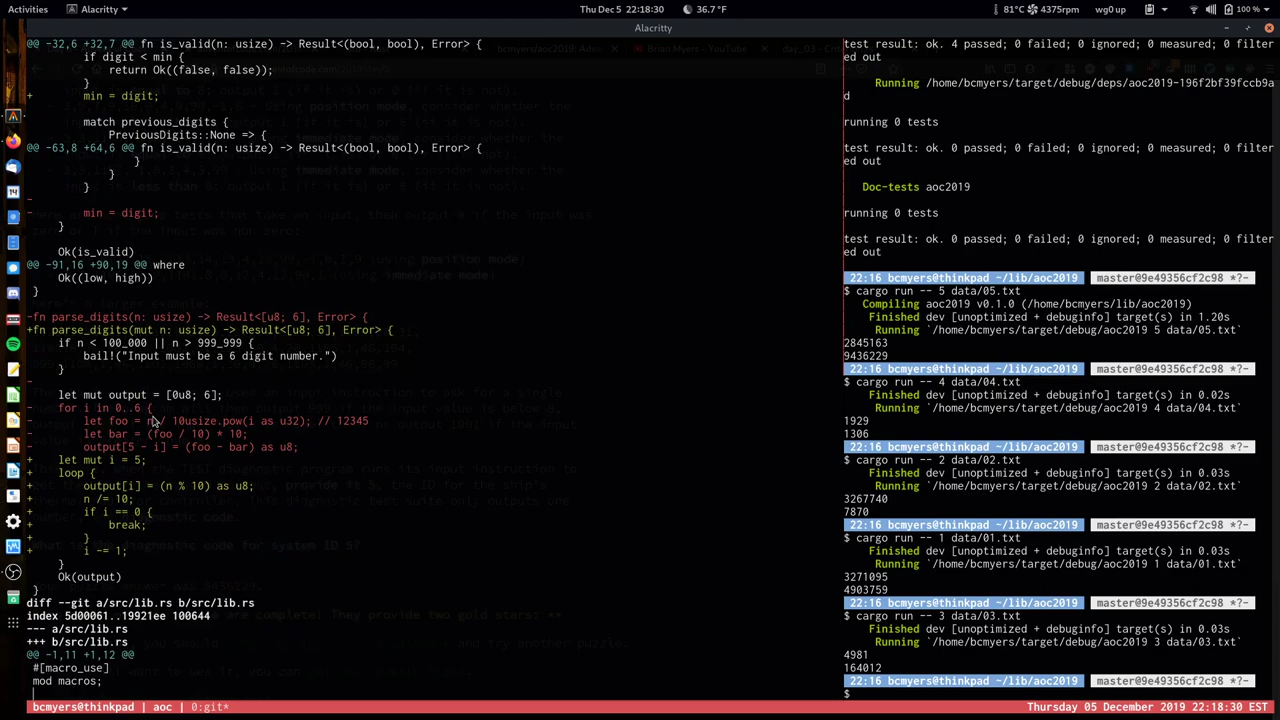 Activities
Alacritty
Thu Dec 5 22:18:30
36.7 °F
81°C
4375rpm
wg0 up
100 %
Alacritty
@@ -32,6 +32,7 @@ fn is_valid(n: usize) -> Result<(bool, bool), Error> {
if digit < min {
return Ok((false, false));
}
+ min = digit;
match previous_digits {
PreviousDigits::None => {
@@ -63,8 +64,6 @@ fn is_valid(n: usize) -> Result<(bool, bool), Error> {
}
}
}
-
- min = digit;
}
Ok(is_valid)
@@ -91,16 +90,19 @@ where
Ok((low, high))
}
-fn parse_digits(n: usize) -> Result<[u8; 6], Error> {
+fn parse_digits(mut n: usize) -> Result<[u8; 6], Error> {
if n < 100_000 || n > 999_999 {
bail!("Input must be a 6 digit number.")
}
-
let mut output = [0u8; 6];
- for i in 0..6 {
- let foo = n / 10usize.pow(i as u32); // 12345
- let bar = (foo / 10) * 10;
- output[5 - i] = (foo - bar) as u8;
+ let mut i = 5;
+ loop {
+ output[i] = (n % 10) as u8;
+ n /= 10;
+ if i == 0 {
+ break;
+ }
+ i -= 1;
}
Ok(output)
}
diff --git a/src/lib.rs b/src/lib.rs
index 5d00061..19921ee 100644
--- a/src/lib.rs
+++ b/src/lib.rs
@@ -1,11 +1,12 @@
#[macro_use]
mod macros;
test result: ok. 4 passed; 0 failed; 0 ignored; 0 measured; 0 filter
ed out
Running /home/bcmyers/target/debug/deps/aoc2019-196f2bf39fccb9a
d
running 0 tests
test result: ok. 0 passed; 0 failed; 0 ignored; 0 measured; 0 filter
ed out
Doc-tests aoc2019
running 0 tests
test result: ok. 0 passed; 0 failed; 0 ignored; 0 measured; 0 filter
ed out
22:16 bcmyers@thinkpad ~/lib/aoc2019 master@9e49356cf2c98 *?~
$ cargo run -- 5 data/05.txt
Compiling aoc2019 v0.1.0 (/home/bcmyers/lib/aoc2019)
Finished dev [unoptimized + debuginfo] target(s) in 1.20s
Running `/home/bcmyers/target/debug/aoc2019 5 data/05.txt`
2845163
9436229
22:16 bcmyers@thinkpad ~/lib/aoc2019 master@9e49356cf2c98 *?~
$ cargo run -- 4 data/04.txt
Finished dev [unoptimized + debuginfo] target(s) in 0.02s
Running `/home/bcmyers/target/debug/aoc2019 4 data/04.txt`
1929
1306
22:16 bcmyers@thinkpad ~/lib/aoc2019 master@9e49356cf2c98 *?~
$ cargo run -- 2 data/02.txt
Finished dev [unoptimized + debuginfo] target(s) in 0.03s
Running `/home/bcmyers/target/debug/aoc2019 2 data/02.txt`
3267740
7870
22:16 bcmyers@thinkpad ~/lib/aoc2019 master@9e49356cf2c98 *?~
$ cargo run -- 1 data/01.txt
Finished dev [unoptimized + debuginfo] target(s) in 0.03s
Running `/home/bcmyers/target/debug/aoc2019 1 data/01.txt`
3271095
4903759
22:16 bcmyers@thinkpad ~/lib/aoc2019 master@9e49356cf2c98 *?~
$ cargo run -- 3 data/03.txt
Finished dev [unoptimized + debuginfo] target(s) in 0.03s
Running `/home/bcmyers/target/debug/aoc2019 3 data/03.txt`
4981
164012
22:16 bcmyers@thinkpad ~/lib/aoc2019 master@9e49356cf2c98 *?~
$
bcmyers@thinkpad | aoc | 0:git*
Thursday 05 December 2019 22:18:30 EST